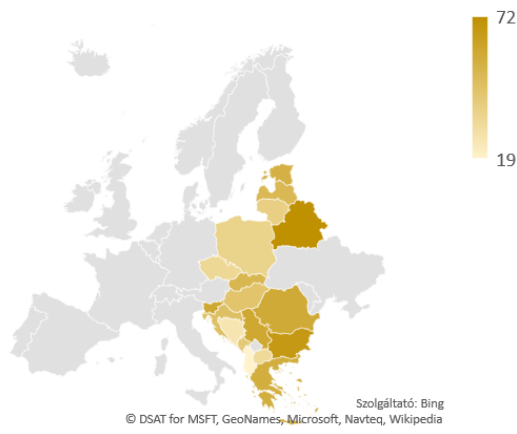 72
19
Szolgáltató: Bing
© DSAT for MSFT, GeoNames, Microsoft, Navteq, Wikipedia